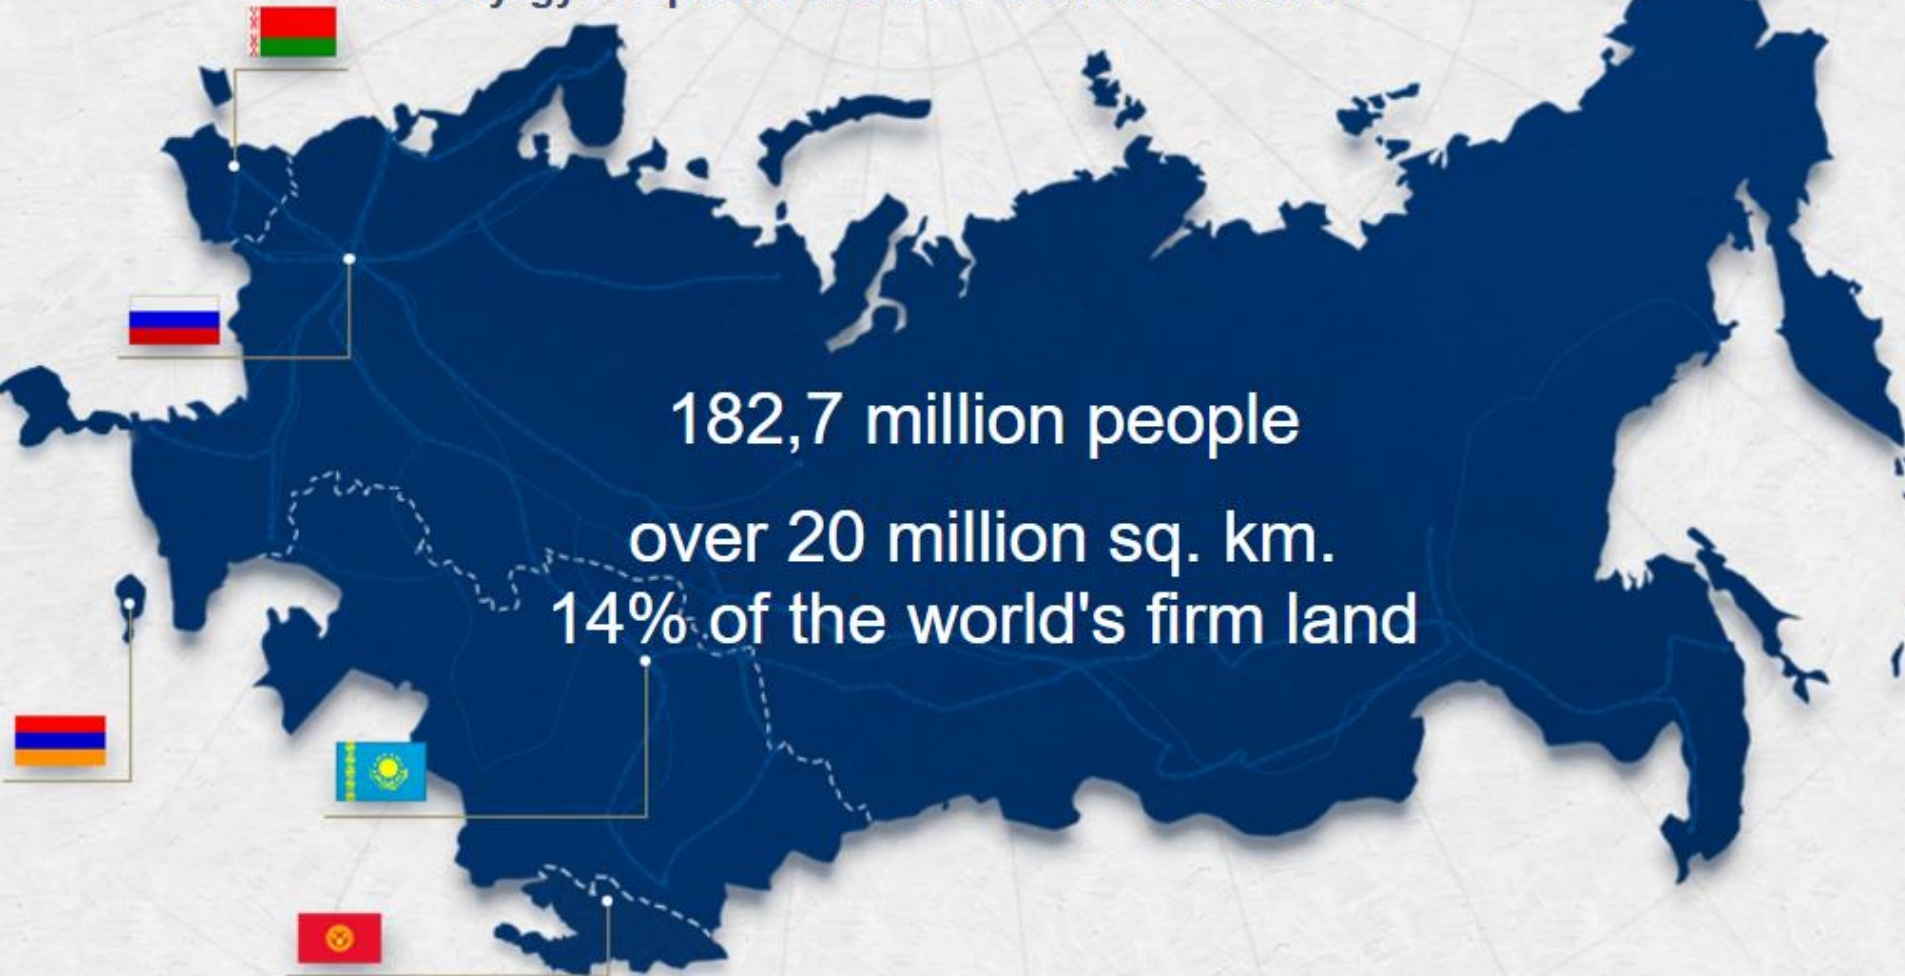 182,7 million people
over 20 million sq. km.
14% of the world's firm land